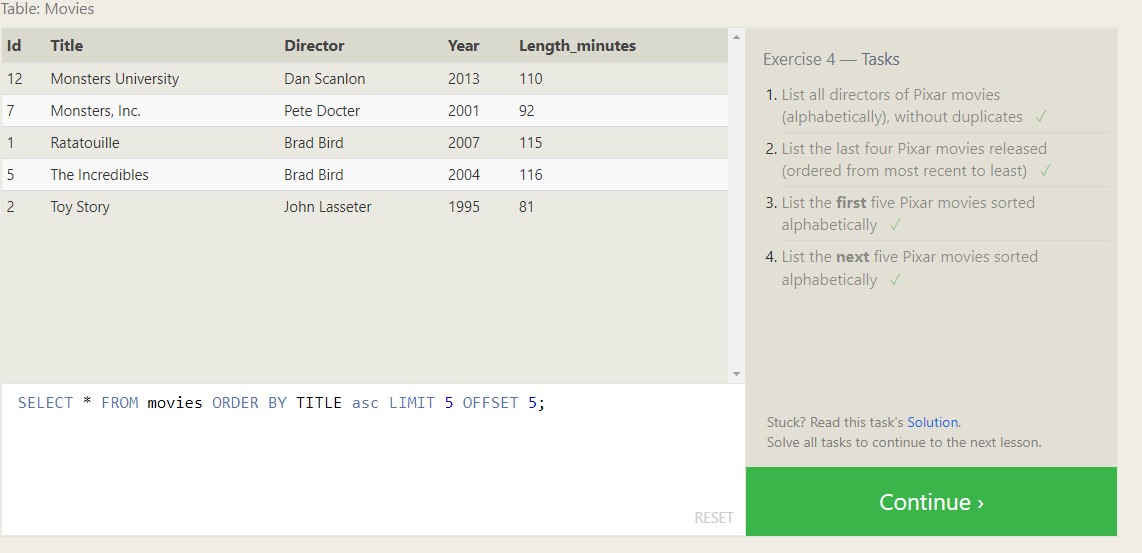 Table: Movies
Id Title Director Year Length_minutes
12 Monsters University Dan Scanlon 2013 110
7 Monsters, Inc. Pete Docter 2001 92
1 Ratatouille Brad Bird 2007 115
5 The Incredibles Brad Bird 2004 116
2 Toy Story John Lasseter 1995 81
SELECT * FROM movies ORDER BY TITLE asc LIMIT 5 OFFSET 5;
RESET
Exercise 4 — Tasks
1. List all directors of Pixar movies
(alphabetically), without duplicates ✓
2. List the last four Pixar movies released
(ordered from most recent to least) ✓
3. List the first five Pixar movies sorted
alphabetically ✓
4. List the next five Pixar movies sorted
alphabetically ✓
Stuck? Read this task's Solution.
Solve all tasks to continue to the next lesson.
Continue ›